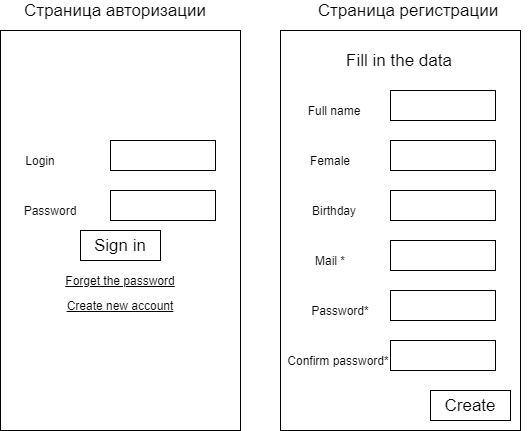 Страница авторизации
Login
Password
Sign in
Forget the password
Create new account
Страница регистрации
Fill in the data
Full name
Female
Birthday
Mail *
Password*
Confirm password*
Create